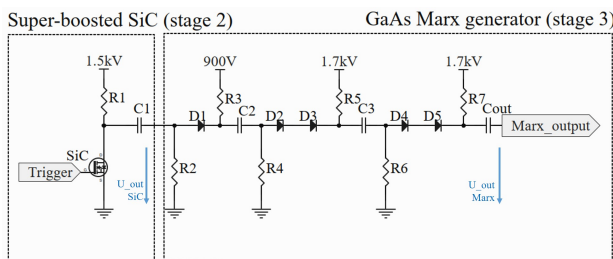 Super-boosted SiC (stage 2)
GaAs Marx generator (stage 3)
1.5kV
900V
1.7kV
1.7kV
R1
C1
D1
R3
C2
D2
D3
R5
C3
D4
D5
R7
Cout
Marx_output
SiC
Trigger
U_out
SiC
R2
R4
R6
U_out
Marx